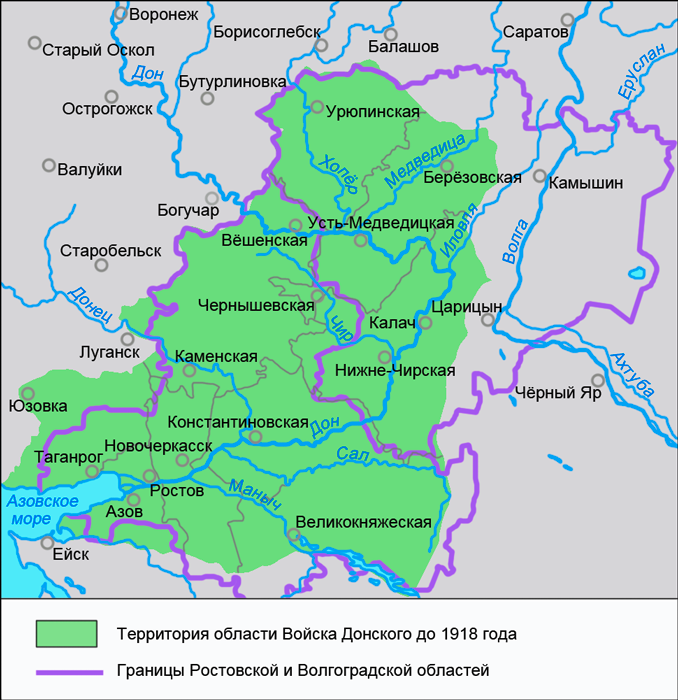 Воронеж
Борисоглебск
Саратов
Старый Оскол
Балашов
Дон
Бутурлиновка
Еруслан
Острогожск
Урюпинская
Медведица
Хопёр
Валуйки
Берёзовская
Камышин
Богучар
Усть-Медведицкая
Иловля
Волга
Вёшенская
Старобельск
Донец
Чернышевская
Царицын
Чир
Калач
Луганск
Каменская
Нижне-Чирская
Ахтуба
Чёрный Яр
Юзовка
Константиновская
Дон
Новочеркасск
Таганрог
Сал
Ростов
Маныч
Азовское
море
Азов
Великокняжеская
Ейск
Территория области Войска Донского до 1918 года
Границы Ростовской и Волгоградской областей